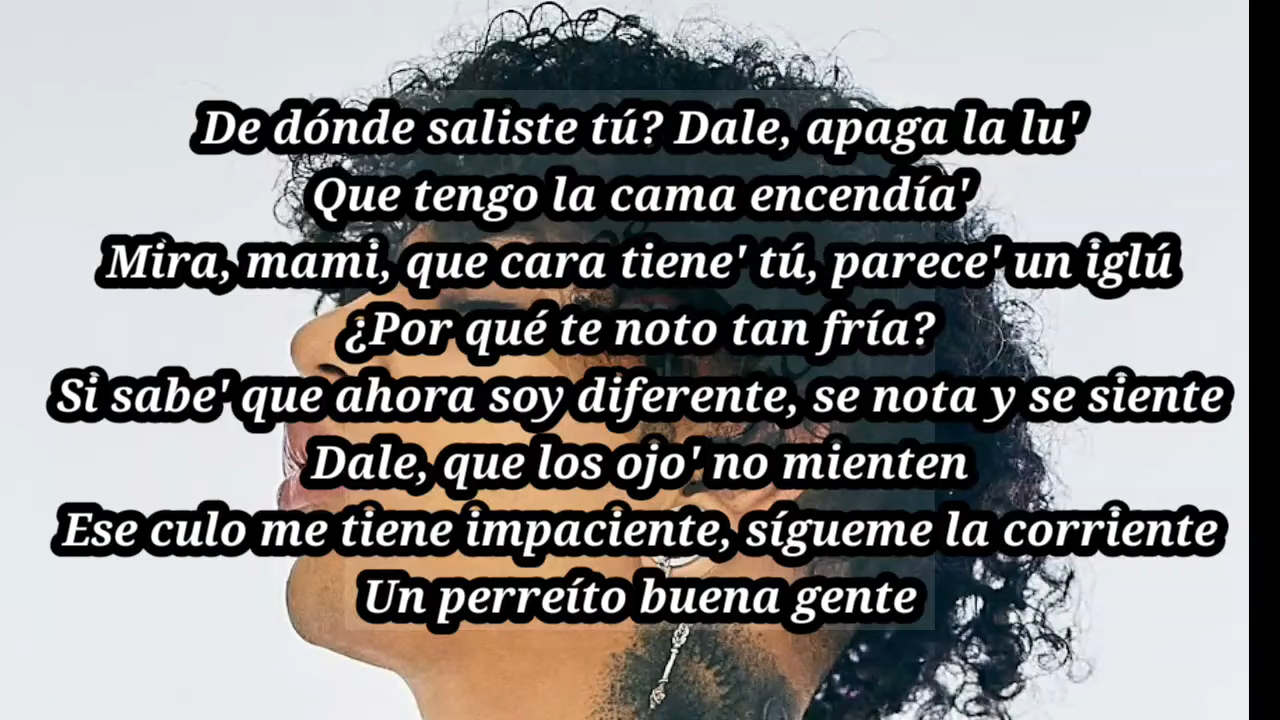 De dónde saliste tú? Dale, apaga la lu'
Que tengo la cama encendía'
Mira, mami, que cara tiene' tú, parece' un iglú
¿Por qué te noto tan fría?
Si sabe' que ahora soy diferente, se nota y se siente
Dale, que los ojo' no mienten
Ese culo me tiene impaciente, sígueme la corriente
Un perreíto buena gente